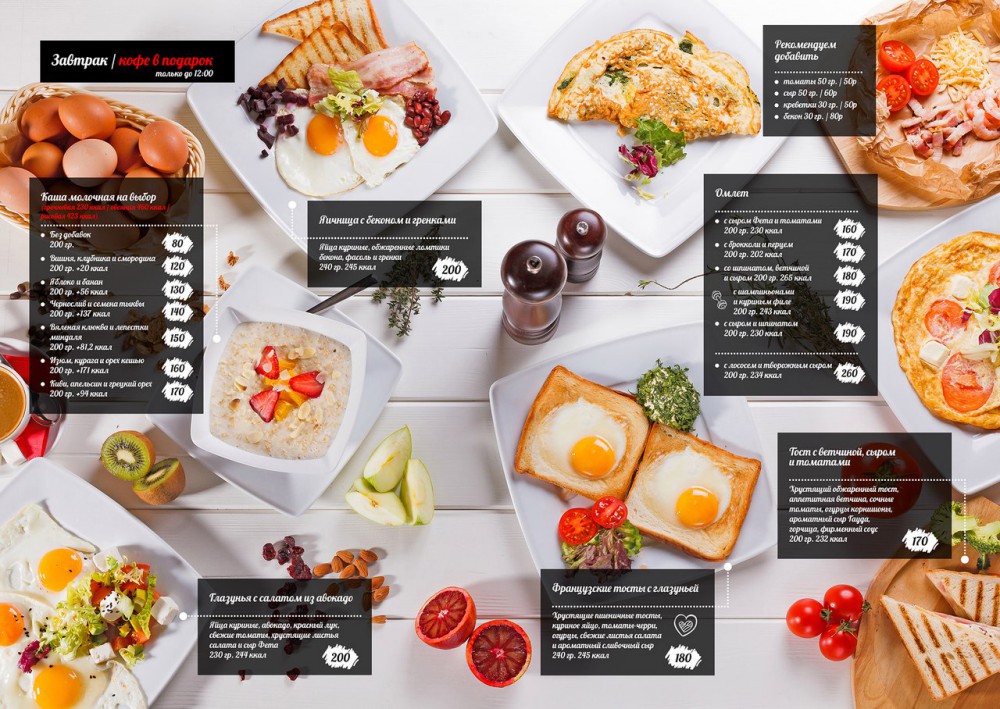 Завтрак | кофе в подарок
только до 12:00
Рекомендуем
добавить
• томаты 50 гр. / 50р
• сыр 50 гр. / 60р
• креветки 30 гр. / 50р
• бекон 30 гр. / 80р
Каша молочная на выбор
Без добавок
200 гр.
80
Вишня, клубника и смородина
200 гр. +20 ккал
120
Яблоко и банан
200 гр. +56 ккал
130
Чернослив и семена тыквы
200 гр. +137 ккал
140
Вяленая клюква и лепестки
миндаля
200 гр. +81,2 ккал
150
Изюм, курага и орех кешью
200 гр. +171 ккал
160
Киви, апельсин и грецкий орех
200 гр. +94 ккал
170
Яичница с беконом и гренками
Яйца куриные, обжаренные ломтики
бекона, фасоль и гренки
240 гр. 245 ккал
200
Омлет
с сыром Фета и томатами
200 гр. 230 ккал
160
с брокколи и перцем
200 гр. 202 ккал
170
со шпинатом, ветчиной
и сыром 200 гр. 265 ккал
180
с шампиньонами
и куриным филе
200 гр. 243 ккал
190
с сыром и шпинатом
200 гр. 230 ккал
190
с лососем и творожным сыром
200 гр. 234 ккал
260
Тост с ветчиной, сыром
и томатами
Хрустящий обжаренный тост,
аппетитная ветчина, сочные
томаты, огурцы корнишоны,
ароматный сыр Гауда,
горчица, фирменный соус
200 гр. 232 ккал
170
Глазунья с салатом из авокадо
Яйца куриные, авокадо, красный лук,
свежие томаты, хрустящие листья
салата и сыр Фета
230 гр. 244 ккал
200
Французские тосты с глазуньей
Хрустящие пшеничные тосты,
куриное яйцо, томаты черри,
огурцы, свежие листья салата
и ароматный сливочный сыр
240 гр. 245 ккал
180